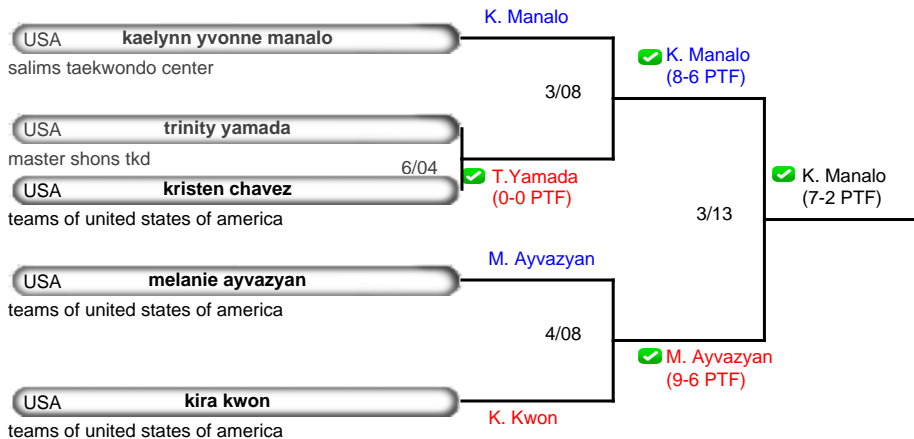 K. Manalo
USA kaelynn yvonne manalo
salims taekwondo center
K. Manalo
(8-6 PTF)
3/08
USA trinity yamada
master shons tkd
6/04
T.Yamada
(0-0 PTF)
USA kristen chavez
teams of united states of america
K. Manalo
(7-2 PTF)
3/13
M. Ayvazyan
USA melanie ayvazyan
teams of united states of america
4/08
M. Ayvazyan
(9-6 PTF)
USA kira kwon
K. Kwon
teams of united states of america